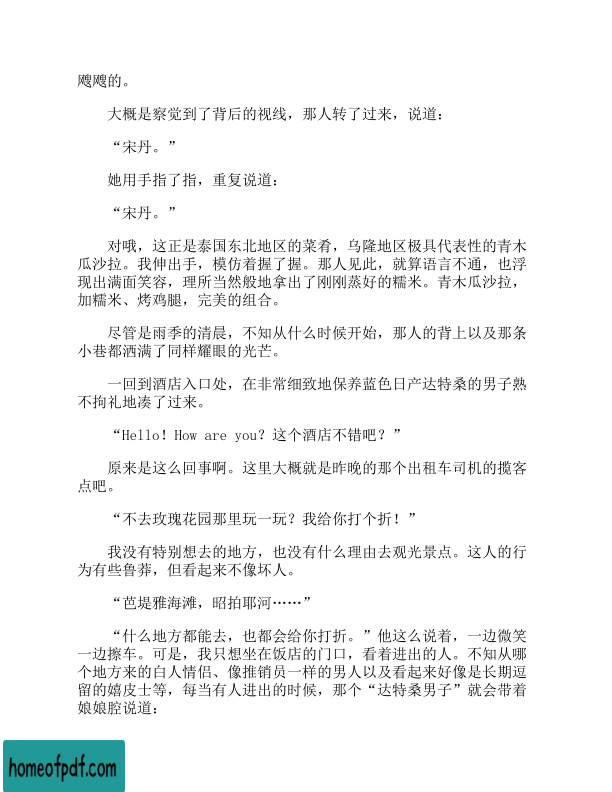 飕飕的。
大概是察觉到了背后的视线，那人转了过来，说道：
“宋丹。”
她用手指了指，重复说道：
“宋丹。”
对哦，这正是泰国东北地区的菜肴，乌隆地区极具代表性的青木
瓜沙拉。我伸出手，模仿着握了握。那人见此，就算语言不通，也浮
现出满面笑容，理所当然般地拿出了刚刚蒸好的糯米。青木瓜沙拉，
加糯米、烤鸡腿，完美的组合。
尽管是雨季的清晨，不知从什么时候开始，那人的背上以及那条
小巷都洒满了同样耀眼的光芒。
一回到酒店入口处，在非常细致地保养蓝色日产达特桑的男子熟
不拘礼地凑了过来。
“Hello！How are you？这个酒店不错吧？”
原来是这么回事啊。这里大概就是昨晚的那个出租车司机的揽客
点吧。
“不去玫瑰花园那里玩一玩？我给你打个折！”
我没有特别想去的地方，也没有什么理由去观光景点。这人的行
为有些鲁莽，但看起来不像坏人。
“芭堤雅海滩，昭拍耶河……”
“什么地方都能去，也都会给你打折。”他这么说着，一边微笑
一边擦车。可是，我只想坐在饭店的门口，看着进出的人。不知从哪
个地方来的白人情侣、像推销员一样的男人以及看起来好像是长期逗
留的嬉皮士等，每当有人进出的时候，那个“达特桑男子”就会带着
娘娘腔说道：
homeofpdf.com